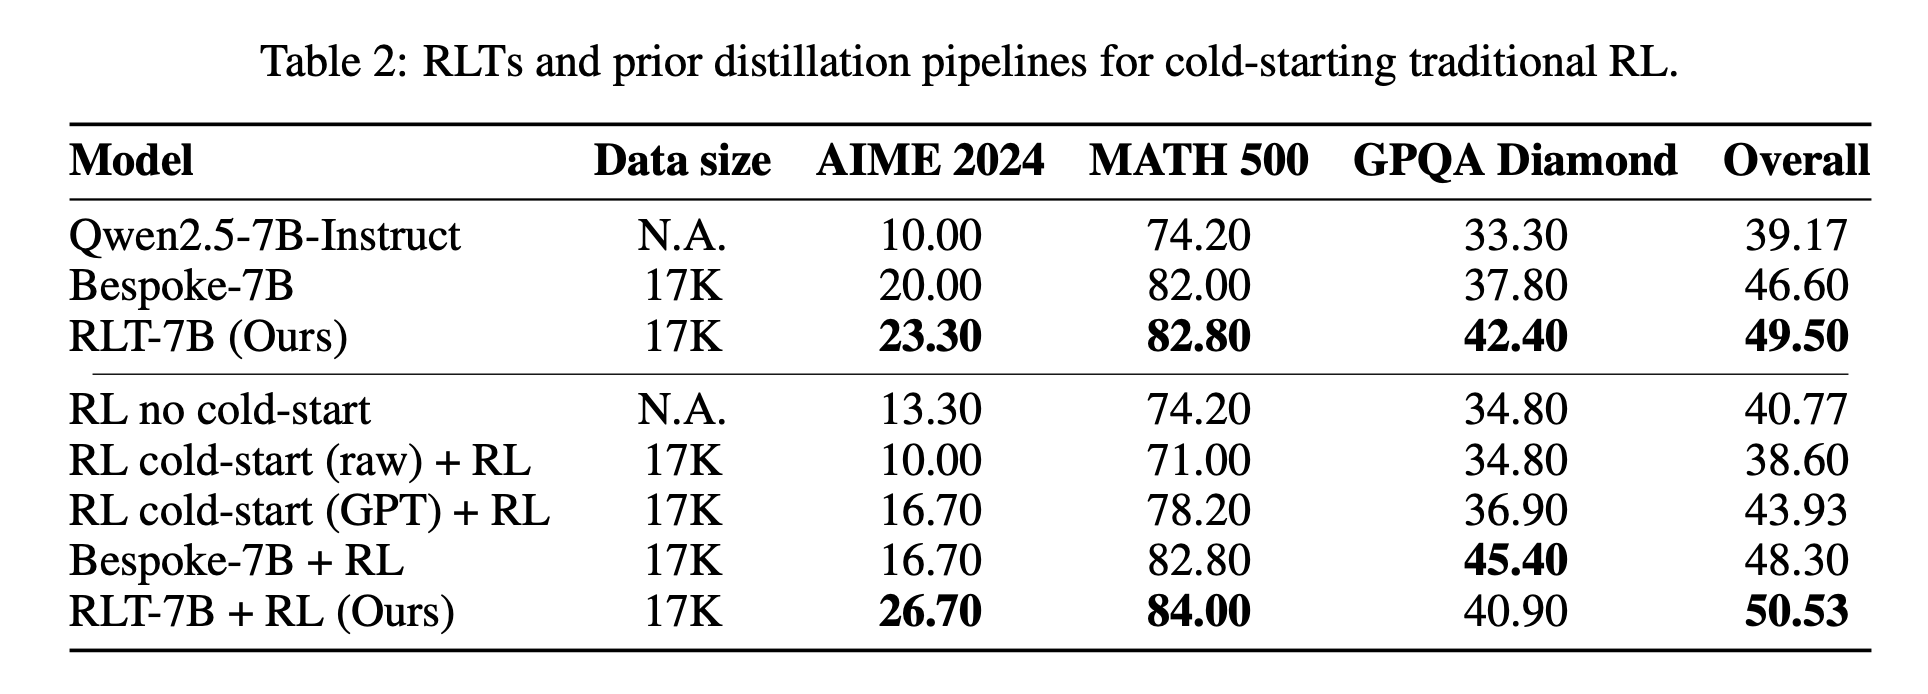 Table 2: RLTs and prior distillation pipelines for cold-starting traditional RL.
Model Data size AIME 2024 MATH 500 GPQA Diamond Overall
Qwen2.5-7B-Instruct N.A. 10.00 74.20 33.30 39.17
Bespoke-7B 17K 20.00 82.00 37.80 46.60
RLT-7B (Ours) 17K 23.30 82.80 42.40 49.50
RL no cold-start N.A. 13.30 74.20 34.80 40.77
RL cold-start (raw) + RL 17K 10.00 71.00 34.80 38.60
RL cold-start (GPT) + RL 17K 16.70 78.20 36.90 43.93
Bespoke-7B + RL 17K 16.70 82.80 45.40 48.30
RLT-7B + RL (Ours) 17K 26.70 84.00 40.90 50.53